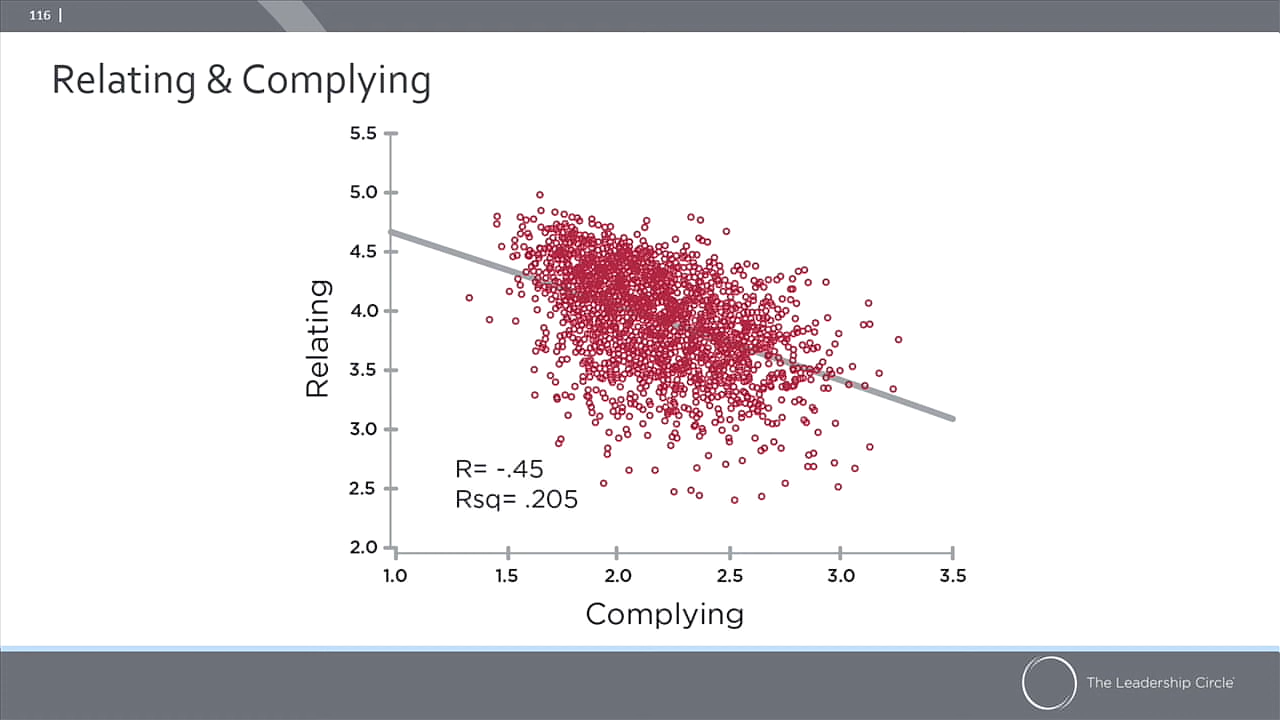 116 |
Relating & Complying
5.5
5.0
4.5
4.0
3.5
3.0
2.5
2.0
Relating
R= -.45
Rsq= .205
1.0 1.5 2.0 2.5 3.0 3.5
Complying
The Leadership Circle